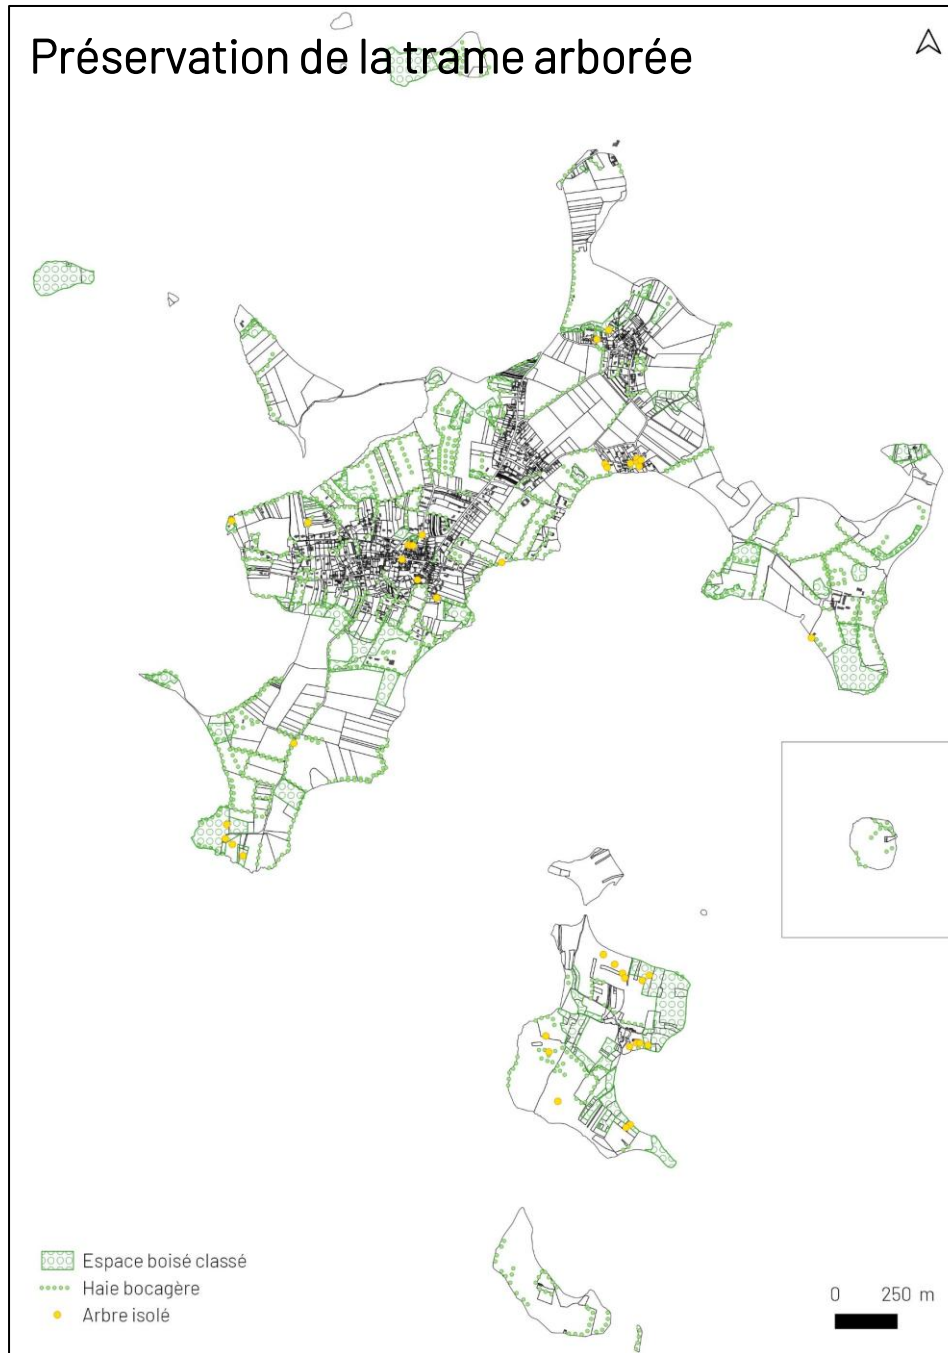 Préservation de la trame arborée
Espace boisé classé
Haie bocagère
Arbre isolé
0 250 m